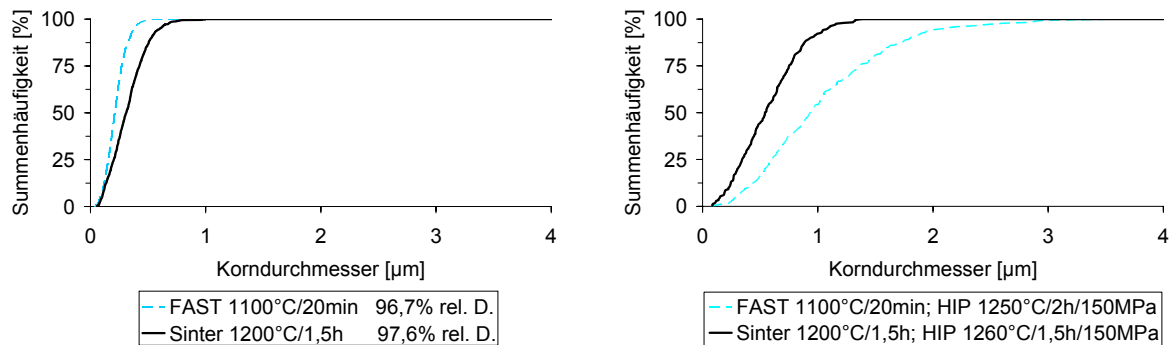 Summenhäufigkeit [%]
100
75
50
25
0
0 1 2 3 4
Korndurchmesser [µm]
FAST 1100°C/20min 96,7% rel. D.
Sinter 1200°C/1,5h 97,6% rel. D.
Summenhäufigkeit [%]
100
75
50
25
0
0 1 2 3 4
Korndurchmesser [µm]
FAST 1100°C/20min; HIP 1250°C/2h/150MPa
Sinter 1200°C/1,5h; HIP 1260°C/1,5h/150MPa